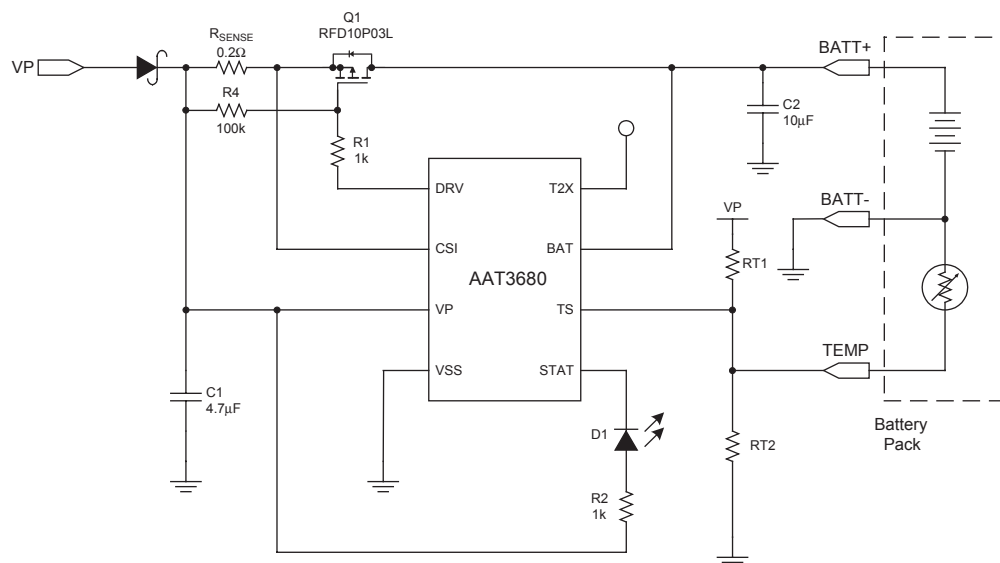 Q1
RFD10P03L
RSENSE
0.2Ω
VP
BATT+
R4
100k
C2
10µF
R1
1k
DRV
T2X
BATT-
VP
CSI
BAT
RT1
AAT3680
VP
TS
TEMP
VSS
STAT
C1
4.7µF
D1
Battery
Pack
RT2
R2
1k